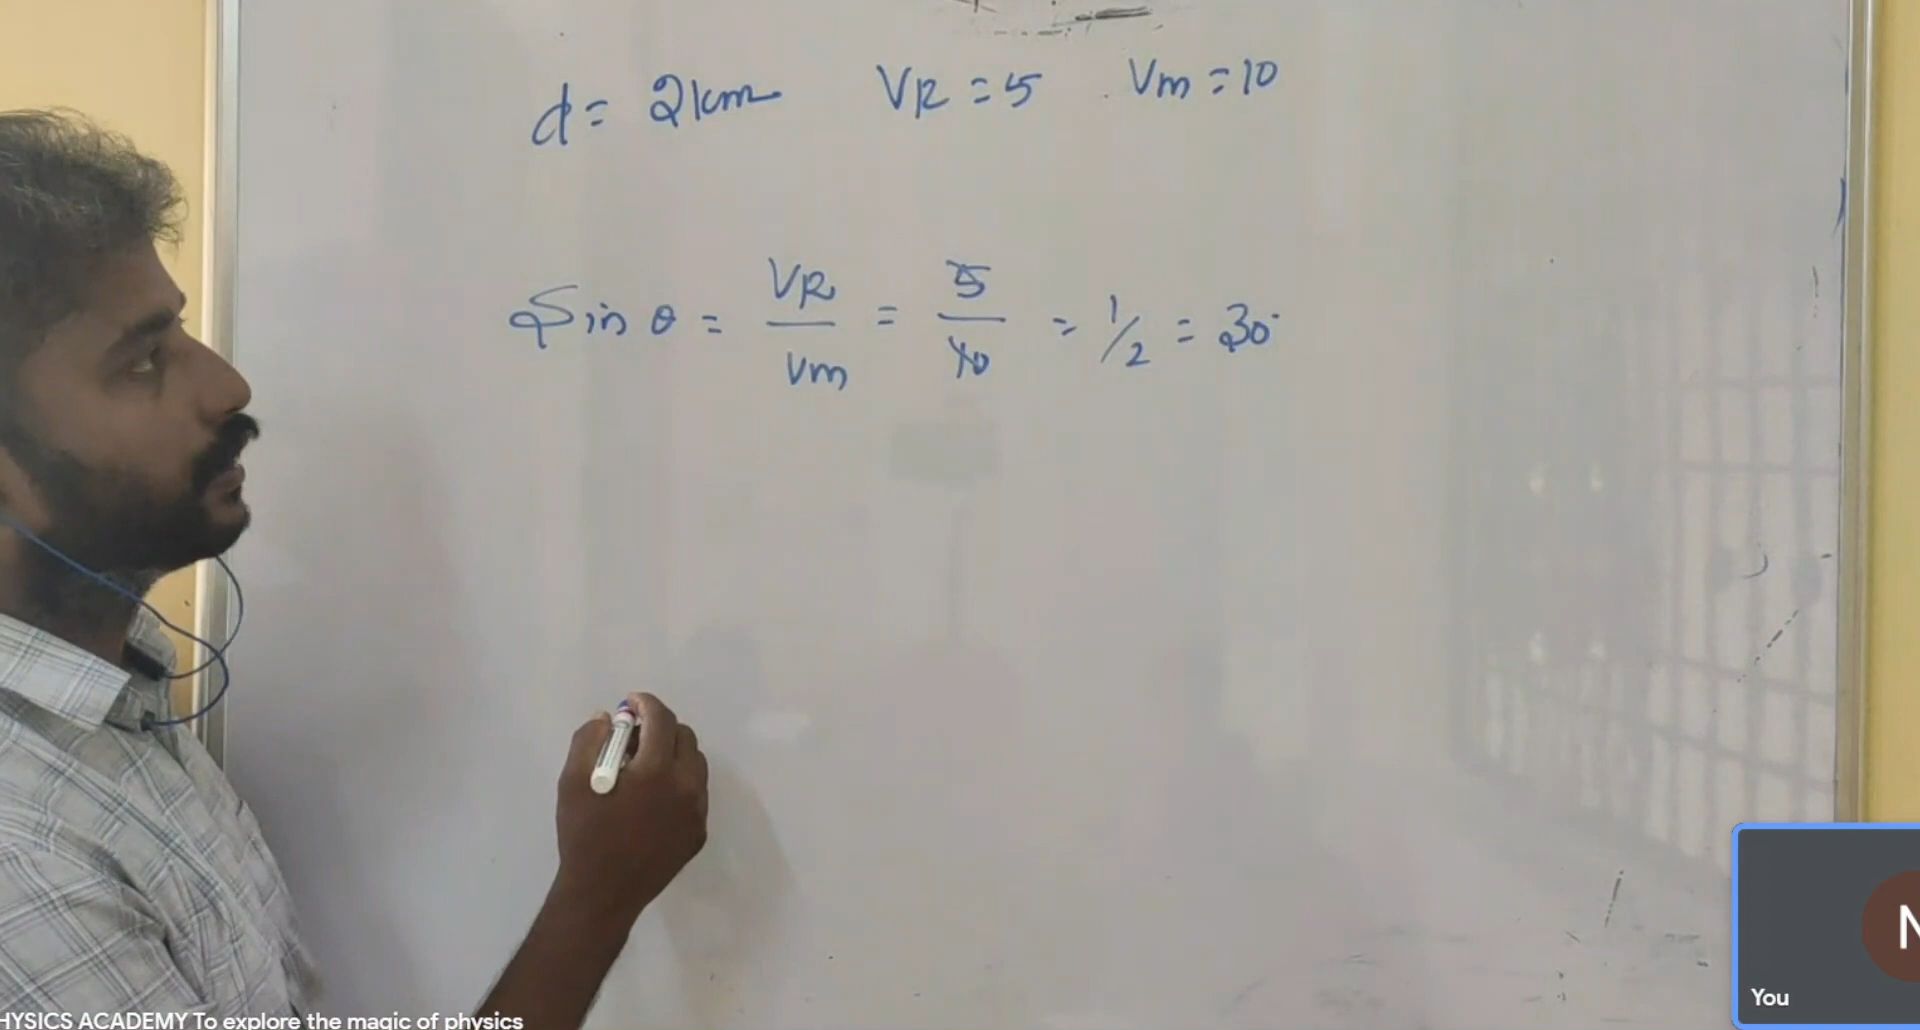 d = 2km VR = 5 Vm = 10
Sin θ = VR/Vm = 5/10 = 1/2 = 30°
N
You
HYSICS ACADEMY To explore the magic of physics